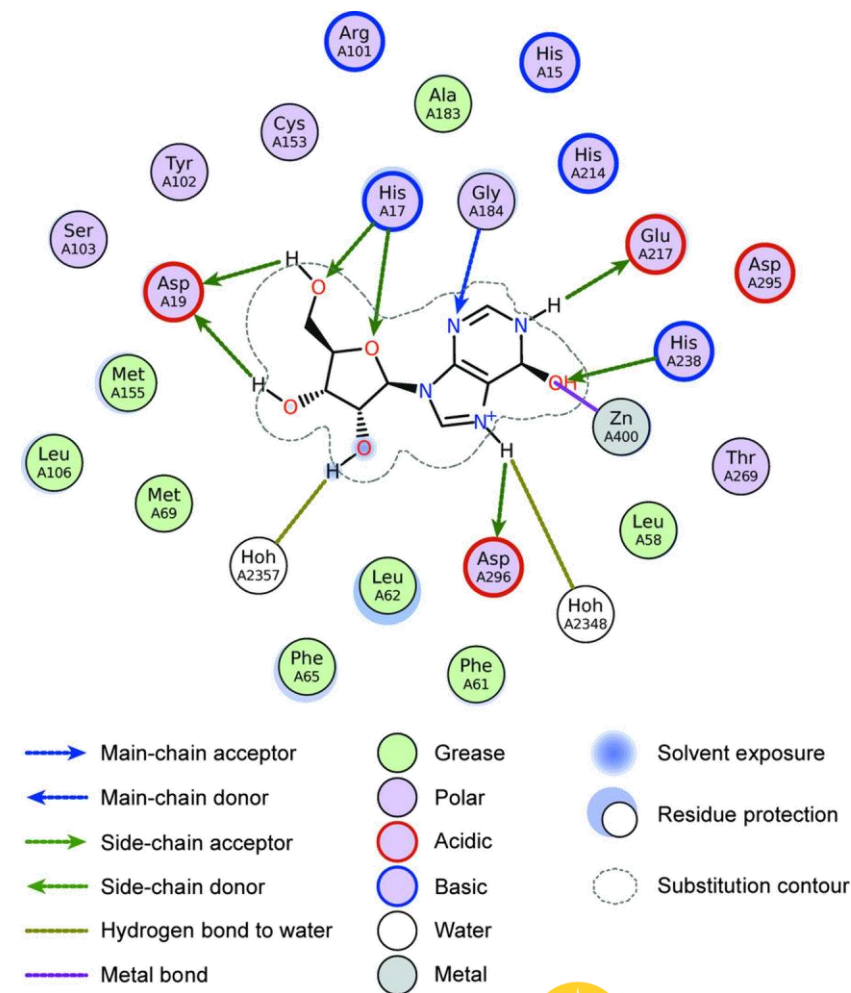 Arg
A101
His
A15
Ala
A183
Cys
A153
His
A214
Tyr
A102
His
A17
Gly
A184
Ser
A103
Glu
A217
Asp
A295
Asp
A19
H
O
H
N
N
O
His
A238
H
O
N
OH
Met
A155
N+
Zn
A400
O
H
H
Leu
A106
Thr
A269
Met
A69
Leu
A58
Hoh
A2357
Asp
A296
Leu
A62
Hoh
A2348
Phe
A65
Phe
A61
Main-chain acceptor
Grease
Solvent exposure
Main-chain donor
Polar
Residue protection
Side-chain acceptor
Acidic
Side-chain donor
Basic
Substitution contour
Hydrogen bond to water
Water
Metal bond
Metal